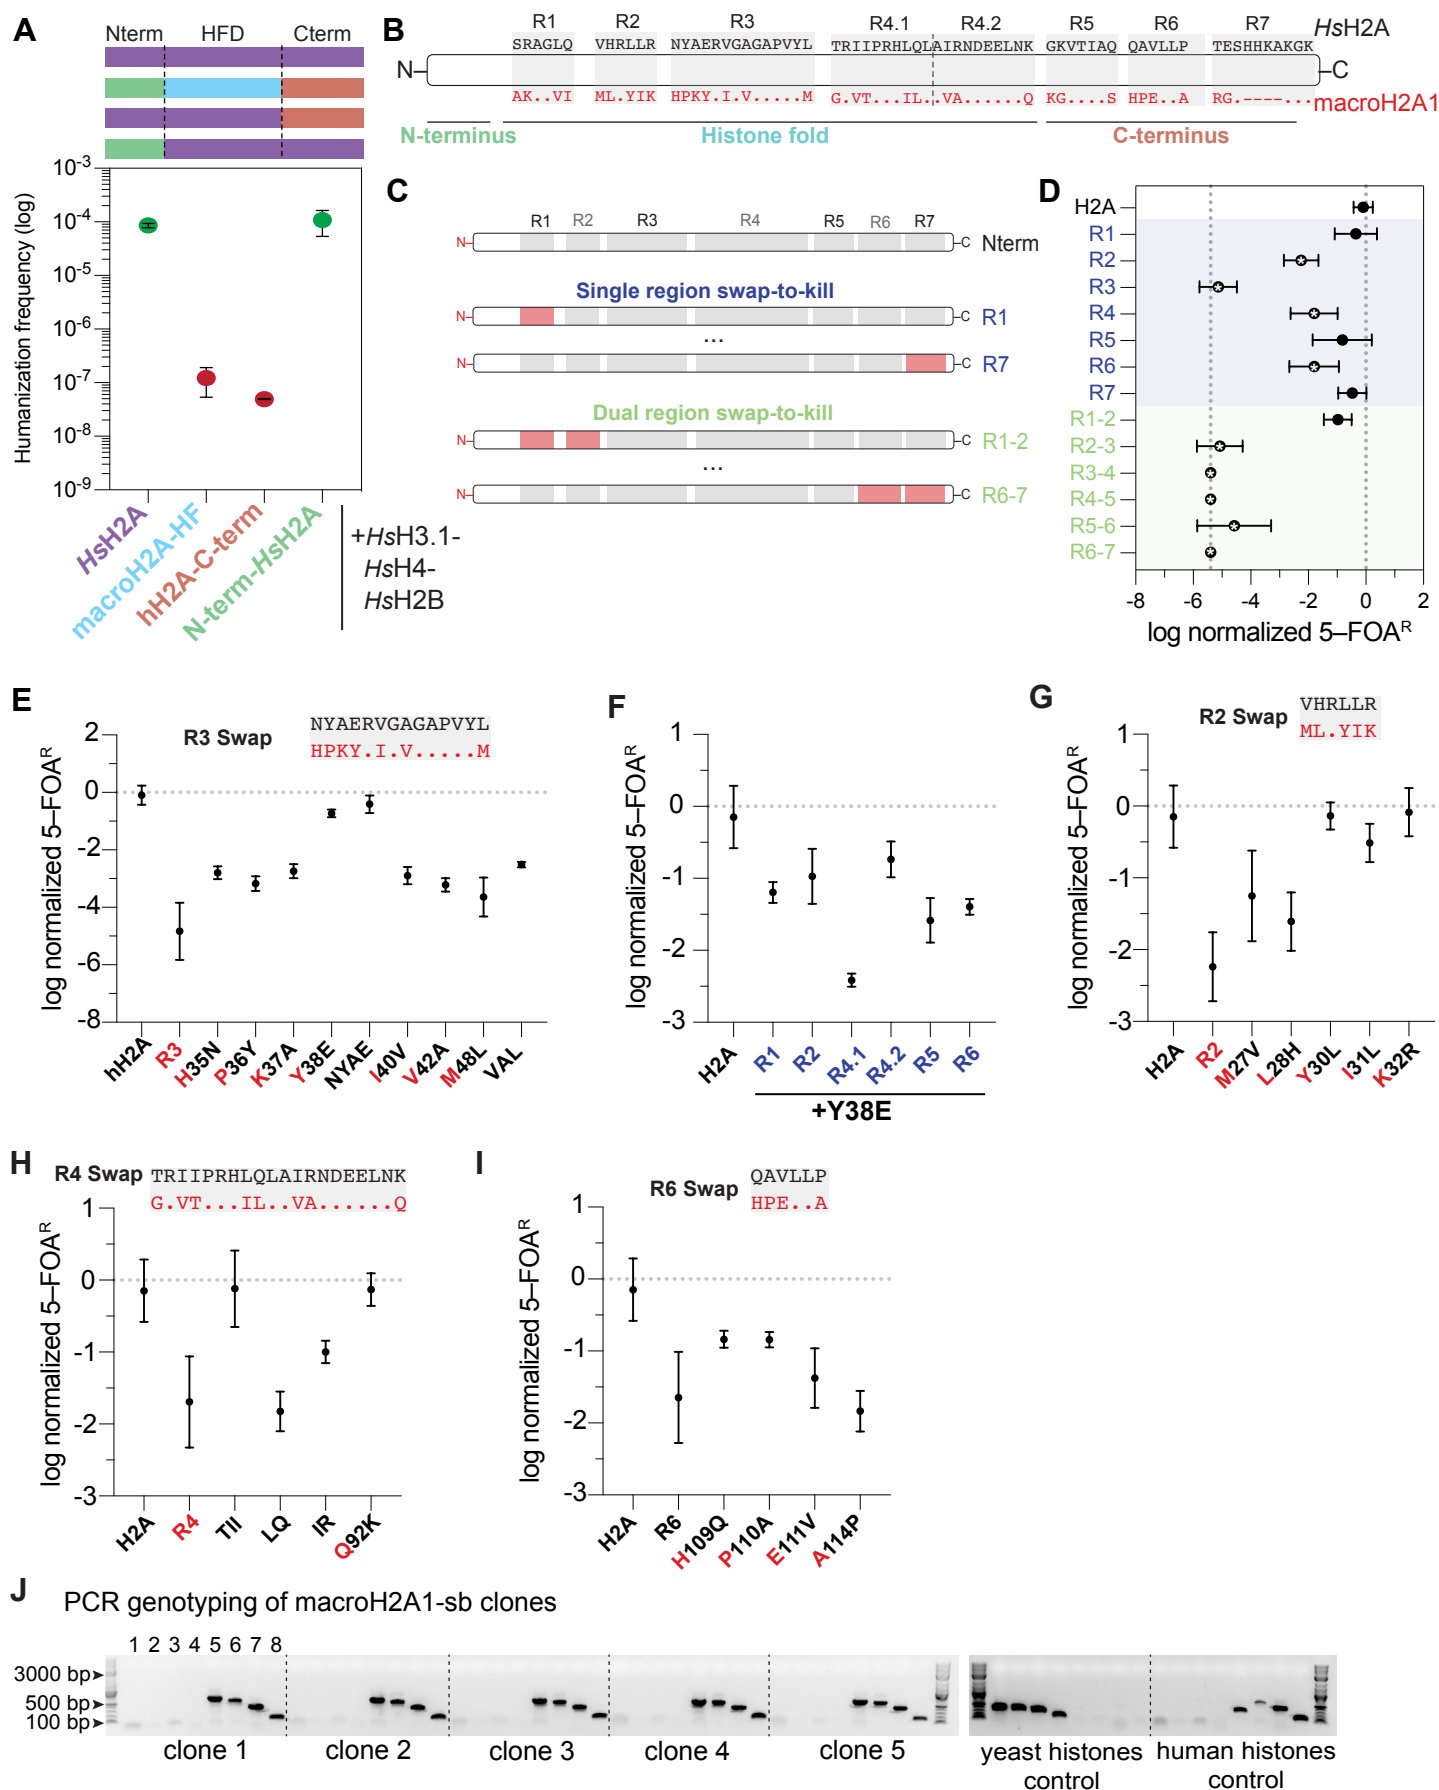 A
Nterm HFD Cterm
Humanization frequency (log)
10-3
10-4
10-5
10-6
10-7
10-8
10-9
HsH2A
macroH2A-HF
hH2A-C-term
N-term-HsH2A
+HsH3.1-
HsH4-
HsH2B
B
R1 R2 R3 R4.1 R4.2 R5 R6 R7 HsH2A
SRAGLQ VHRLLR NYAERVGAGAPVYL TRIIPRHLQLAIRNDEELNK GKVTIAQ QAVLLP TESHHKAKGK
N C
AK..VI ML.YIK HPKY.I.V.....M G.VT...IL..VA......Q KG....S HPE..A RG.----... macroH2A1
N-terminus Histone fold C-terminus
C
R1 R2 R3 R4 R5 R6 R7
N C Nterm
Single region swap-to-kill
N C R1
...
N C R7
Dual region swap-to-kill
N C R1-2
...
N C R6-7
D
H2A
R1
R2
R3
R4
R5
R6
R7
R1-2
R2-3
R3-4
R4-5
R5-6
R6-7
-8 -6 -4 -2 0 2
log normalized 5–FOAR
E
R3 Swap
NYAERVGAGAPVYL
HPKY.I.V.....M
log normalized 5–FOAR
2
0
-2
-4
-6
-8
hH2A R3 H35N P36Y K37A Y38E NYAE I40V V42A M48L VAL
F
log normalized 5–FOAR
1
0
-1
-2
-3
H2A R1 R2 R4.1 R4.2 R5 R6
+Y38E
G
R2 Swap
VHRLLR
ML.YIK
log normalized 5–FOAR
1
0
-1
-2
-3
H2A R2 M27V L28H Y30L I31L K32R
H
R4 Swap
TRIIPRHLQLAIRNDEELNK
G.VT...IL..VA......Q
log normalized 5–FOAR
1
0
-1
-2
-3
H2A R4 TII LQ IR Q92K
I
R6 Swap
QAVLLP
HPE..A
log normalized 5–FOAR
1
0
-1
-2
-3
H2A R6 H109Q P110A E111V A114P
J
PCR genotyping of macroH2A1-sb clones
1 2 3 4 5 6 7 8
3000 bp
500 bp
100 bp
clone 1 clone 2 clone 3 clone 4 clone 5
yeast histones
control
human histones
control